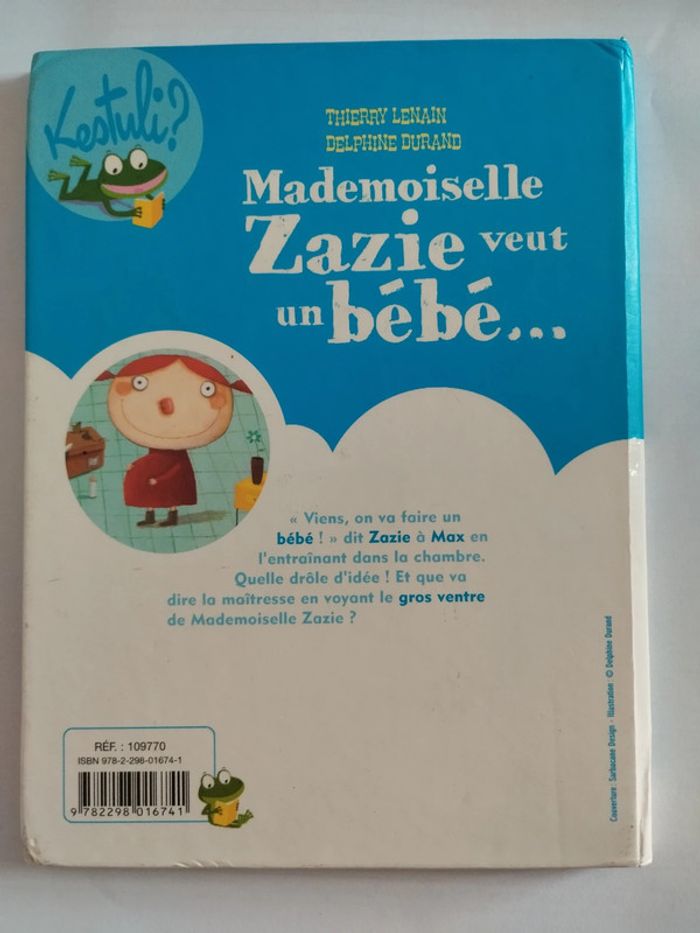 Kestuli?
THIERRY LENAIN
DELPHINE DURAND
Mademoiselle
Zazie veut
un bébé...
« Viens, on va faire un
bébé ! » dit Zazie à Max en
l'entraînant dans la chambre.
Quelle drôle d'idée ! Et que va
dire la maîtresse en voyant le gros ventre
de Mademoiselle Zazie ?
Couverture : Sarbacane Design - Illustration : © Delphine Durand
RÉF. : 109770
ISBN 978-2-298-01674-1
9 782298 016741